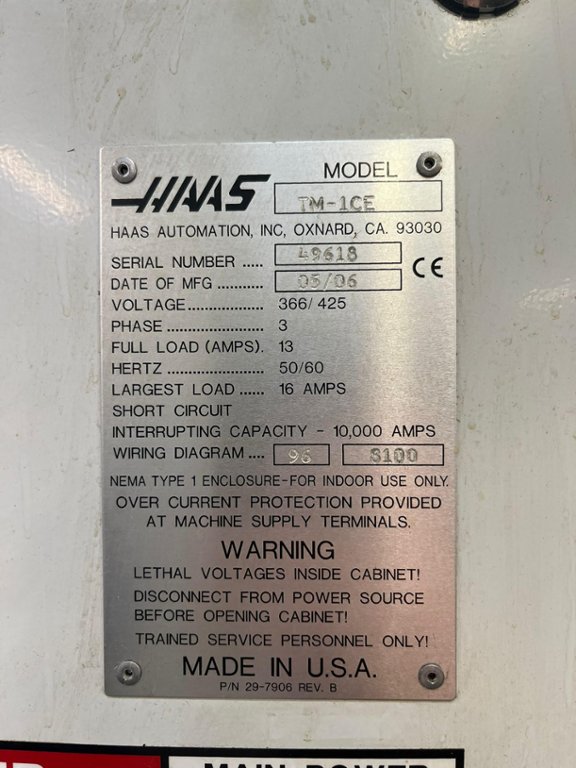 HAAS
MODEL TM-1CE
HAAS AUTOMATION, INC, OXNARD, CA. 93030
SERIAL NUMBER ..... 49618
DATE OF MFG ........... 05/06
CE
VOLTAGE.................. 366/425
PHASE ...................... 3
FULL LOAD (AMPS). 13
HERTZ ....................... 50/60
LARGEST LOAD ...... 16 AMPS
SHORT CIRCUIT
INTERRUPTING CAPACITY - 10,000 AMPS
WIRING DIAGRAM .... 96 S100
NEMA TYPE 1 ENCLOSURE-FOR INDOOR USE ONLY.
OVER CURRENT PROTECTION PROVIDED
AT MACHINE SUPPLY TERMINALS.
WARNING
LETHAL VOLTAGES INSIDE CABINET!
DISCONNECT FROM POWER SOURCE
BEFORE OPENING CABINET!
TRAINED SERVICE PERSONNEL ONLY!
MADE IN U.S.A.
P/N 29-7906 REV. B
MAIN POWER